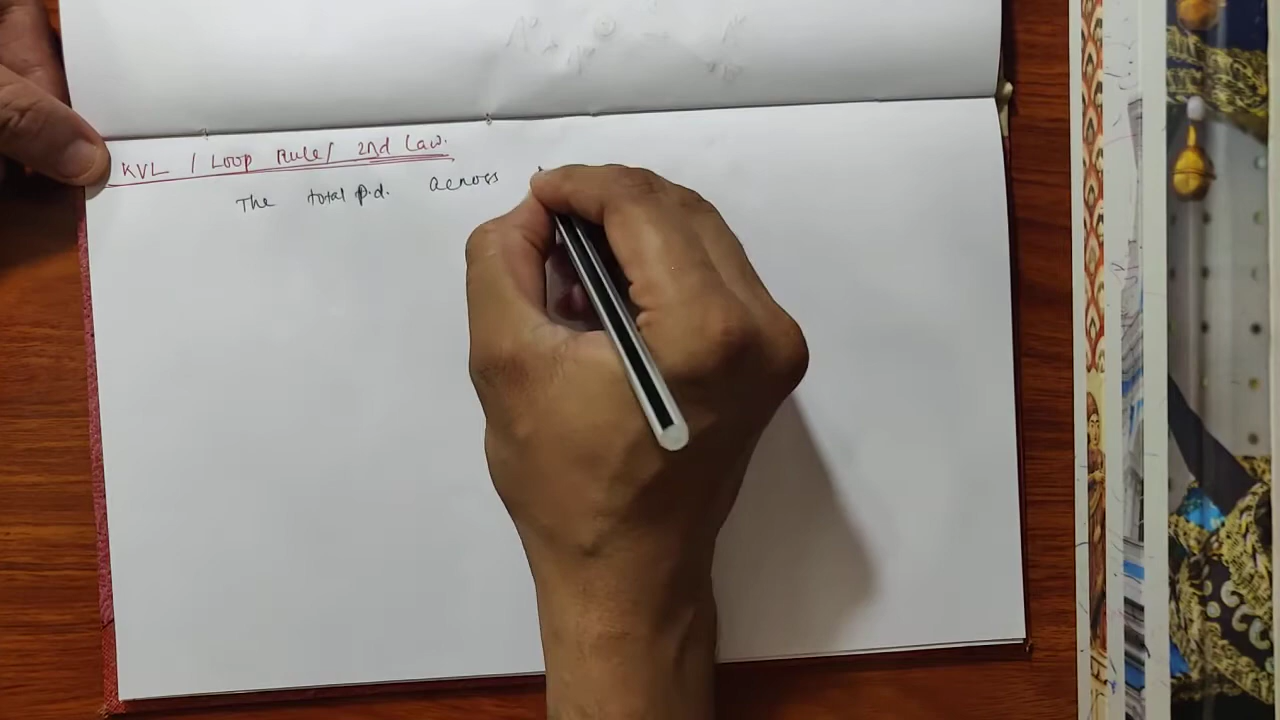 KVL / Loop Rule/ 2nd Law.
The total p.d. across